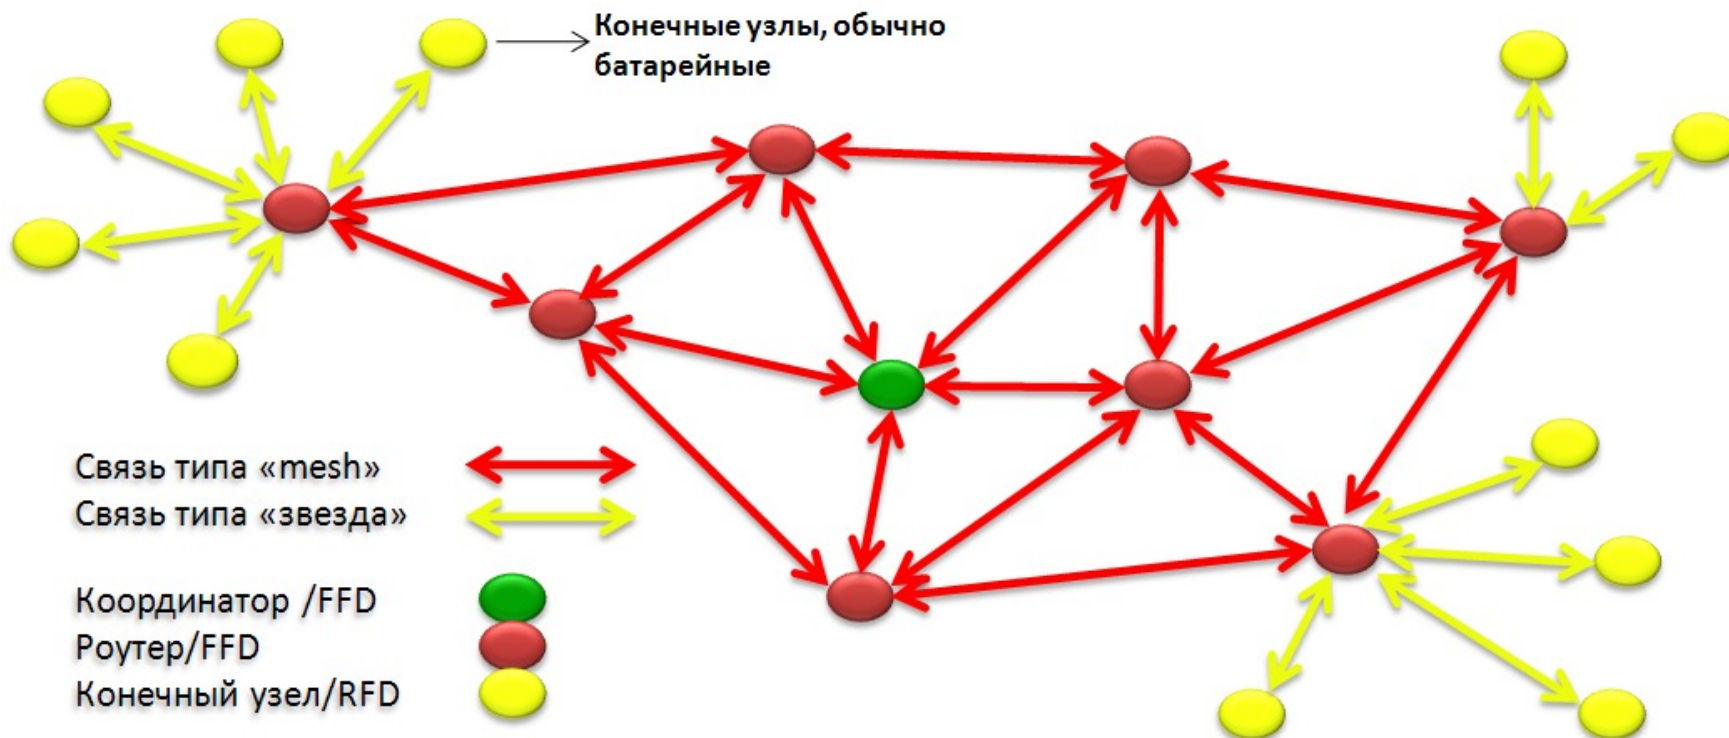 Конечные узлы, обычно
батарейные
Связь типа «mesh»
Связь типа «звезда»
Координатор /FFD
Роутер/FFD
Конечный узел/RFD